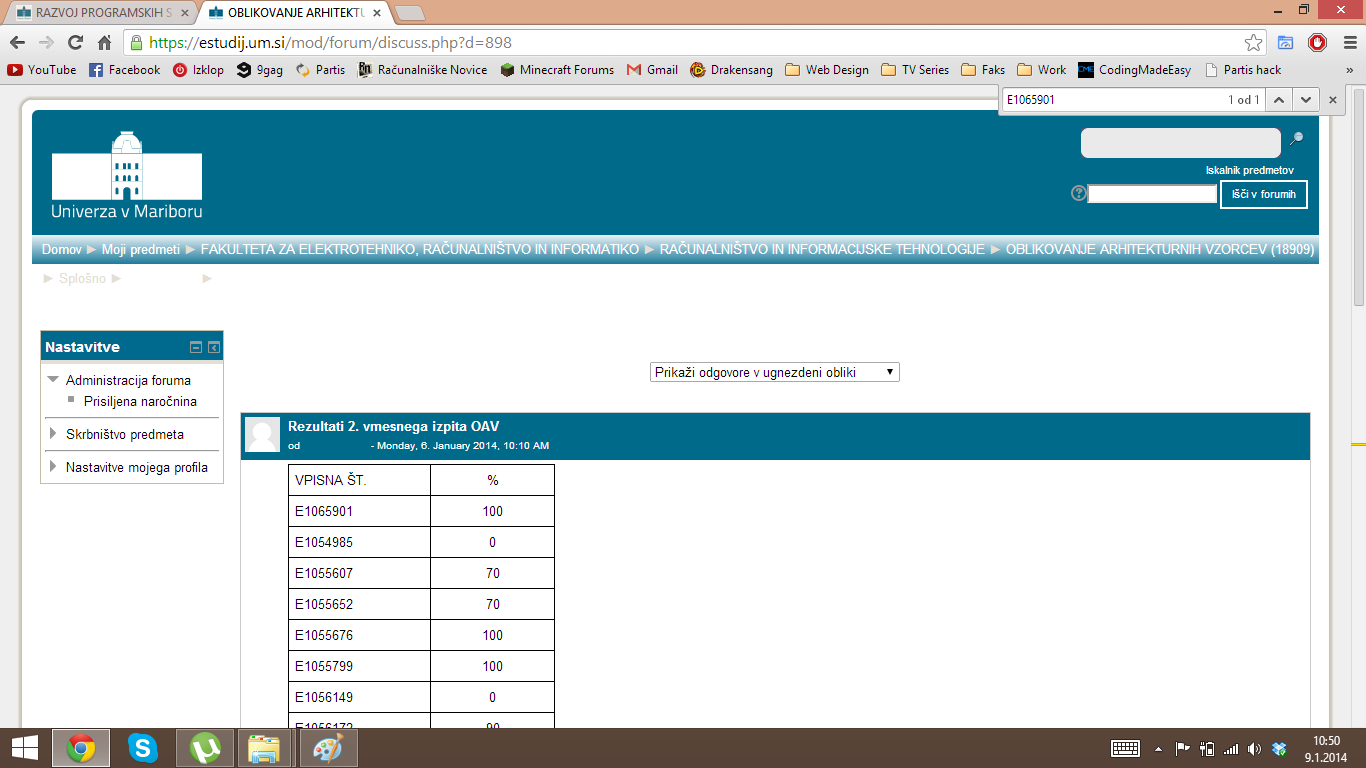 RAZVOJ PROGRAMSKIH S
OBLIKOVANJE ARHITEKTU
https://estudij.um.si/mod/forum/discuss.php?d=898
YouTube Facebook Izklop 9gag Partis Računalniške Novice Minecraft Forums Gmail Drakensang Web Design TV Series Faks Work CodingMadeEasy Partis hack »
E1065901 1 od 1
Univerza v Mariboru
Iskalnik predmetov
Išči v forumih
Domov ► Moji predmeti ► FAKULTETA ZA ELEKTROTEHNIKO, RAČUNALNIŠTVO IN INFORMATIKO ► RAČUNALNIŠTVO IN INFORMACIJSKE TEHNOLOGIJE ► OBLIKOVANJE ARHITEKTURNIH VZORCEV (18909)
► Splošno ► ►
Nastavitve
Administracija foruma
Prisiljena naročnina
Skrbništvo predmeta
Nastavitve mojega profila
Prikaži odgovore v ugnezdeni obliki
Rezultati 2. vmesnega izpita OAV
od - Monday, 6. January 2014, 10:10 AM
VPISNA ŠT. %
E1065901 100
E1054985 0
E1055607 70
E1055652 70
E1055676 100
E1055799 100
E1056149 0
E1056172 90
10:50
9.1.2014